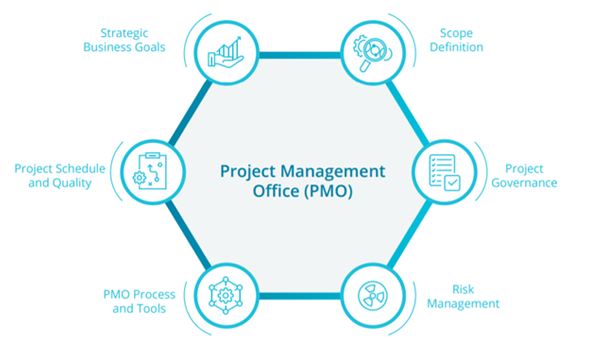 Strategic
Business Goals
Scope
Definition
Project Schedule
and Quality
Project Management
Office (PMO)
Project
Governance
PMO Process
and Tools
Risk
Management